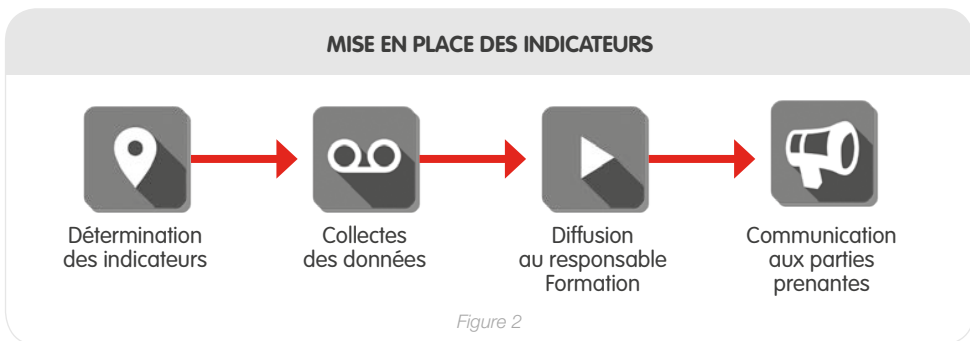 MISE EN PLACE DES INDICATEURS
Détermination
des indicateurs
Collectes
des données
Diffusion
au responsable
Formation
Communication
aux parties
prenantes
Figure 2